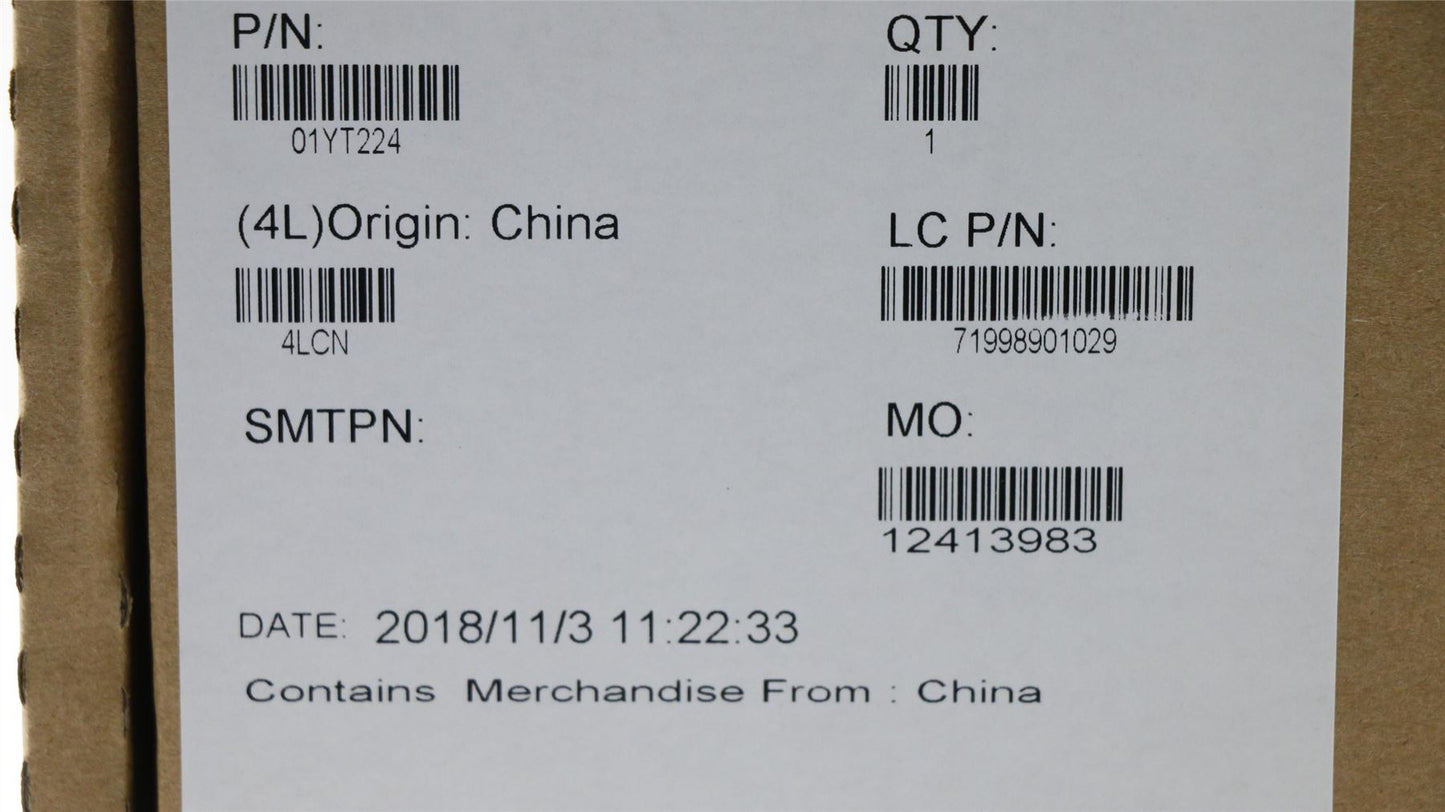 P/N:
QTY:
01YT224
1
(4L)Origin: China
LC P/N:
4LCN
71998901029
SMTPN:
MO:
12413983
DATE: 2018/11/3 11:22:33
Contains Merchandise From : China